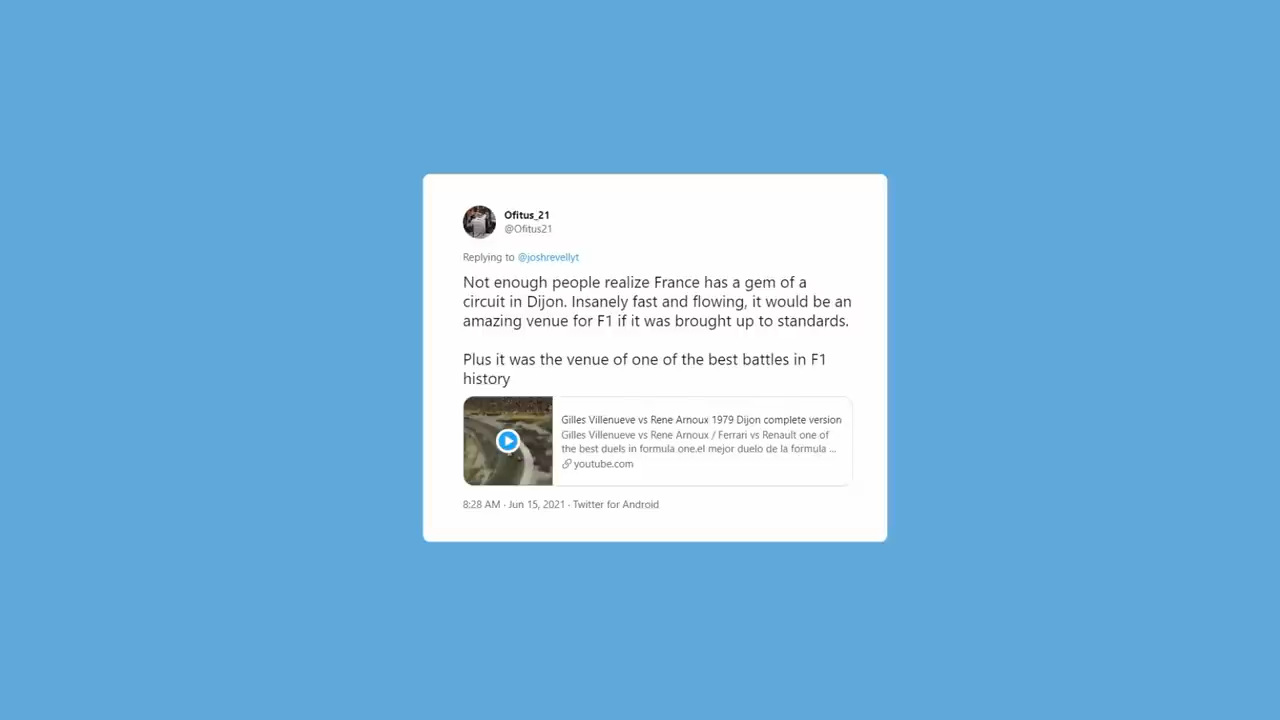 Ofitus_21
@Ofitus21
Replying to @joshrevellyt
Not enough people realize France has a gem of a
circuit in Dijon. Insanely fast and flowing, it would be an
amazing venue for F1 if it was brought up to standards.
Plus it was the venue of one of the best battles in F1
history
Gilles Villenueve vs Rene Arnoux 1979 Dijon complete version
Gilles Villenueve vs Rene Arnoux / Ferrari vs Renault one of
the best duels in formula one.el mejor duelo de la formula ...
youtube.com
8:28 AM · Jun 15, 2021 · Twitter for Android